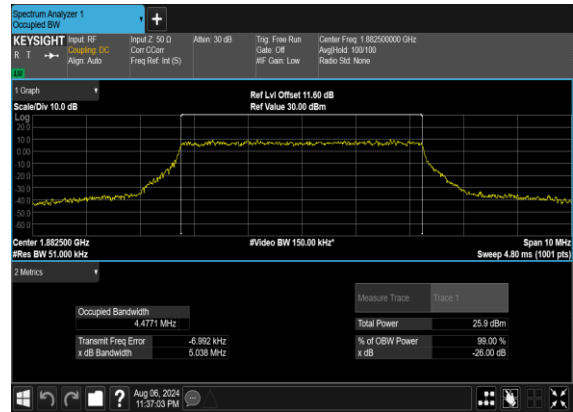 Spectrum Analyzer 1
Occupied BW
+
KEYSIGHT Input: RF Input Z: 50 Ω Atten: 30 dB Trig: Free Run Center Freq: 1.882500000 GHz
R T Coupling: DC Corr CCorr Gate: Off Avg|Hold: 100/100
Align: Auto Freq Ref: Int (S) #IF Gain: Low Radio Std: None
1 Graph
Ref Lvl Offset 11.60 dB
Scale/Div 10.0 dB Ref Value 30.00 dBm
Log
20.0
10.0
0.00
-10.0
-20.0
-30.0
-40.0
-50.0
-60.0
Center 1.882500 GHz #Video BW 150.00 kHz* Span 10 MHz
#Res BW 51.000 kHz Sweep 4.80 ms (1001 pts)
2 Metrics
Measure Trace Trace 1
Occupied Bandwidth
4.4771 MHz
Total Power 25.9 dBm
Transmit Freq Error -6.992 kHz % of OBW Power 99.00 %
x dB Bandwidth 5.038 MHz x dB -26.00 dB
? Aug 06, 2024
11:37:03 PM